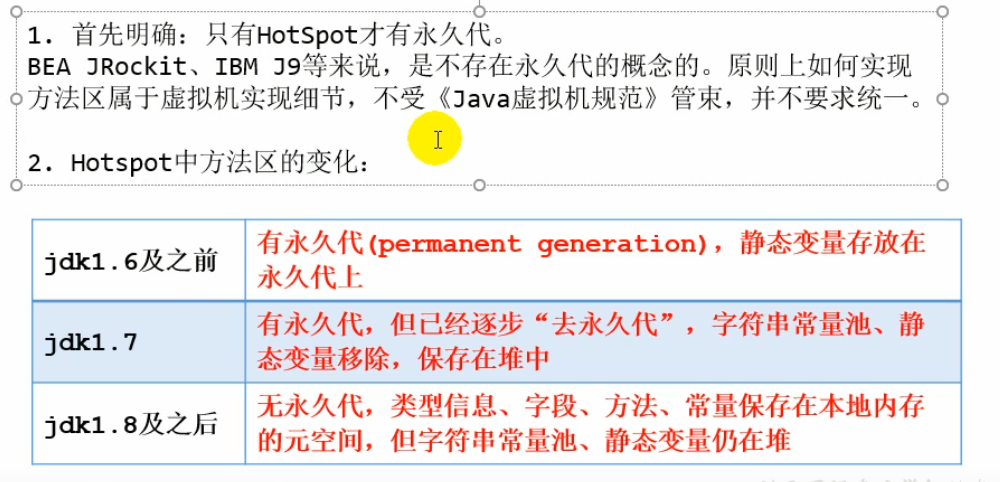 1. 首先明确：只有HotSpot才有永久代。
BEA JRockit、IBM J9等来说，是不存在永久代的概念的。原则上如何实现
方法区属于虚拟机实现细节，不受《Java虚拟机规范》管束，并不要求统一。
2. Hotspot中方法区的变化：
jdk1.6及之前
有永久代(permanent generation)，静态变量存放在
永久代上
jdk1.7
有永久代，但已经逐步“去永久代”，字符串常量池、静
态变量移除，保存在堆中
jdk1.8及之后
无永久代，类型信息、字段、方法、常量保存在本地内存
的元空间，但字符串常量池、静态变量仍在堆